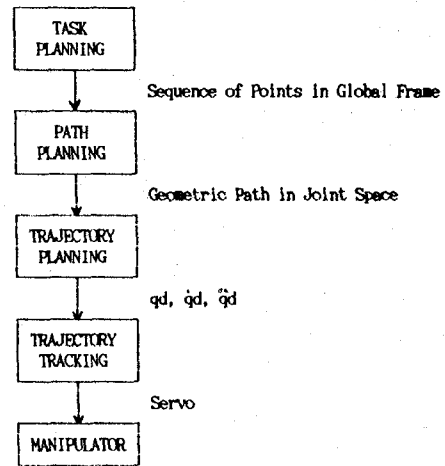 TASK
PLANNING
Sequence of Points in Global Frame
PATH
PLANNING
Geometric Path in Joint Space
TRAJECTORY
PLANNING
qd, q̇d, q̈d
TRAJECTORY
TRACKING
Servo
MANIPULATOR